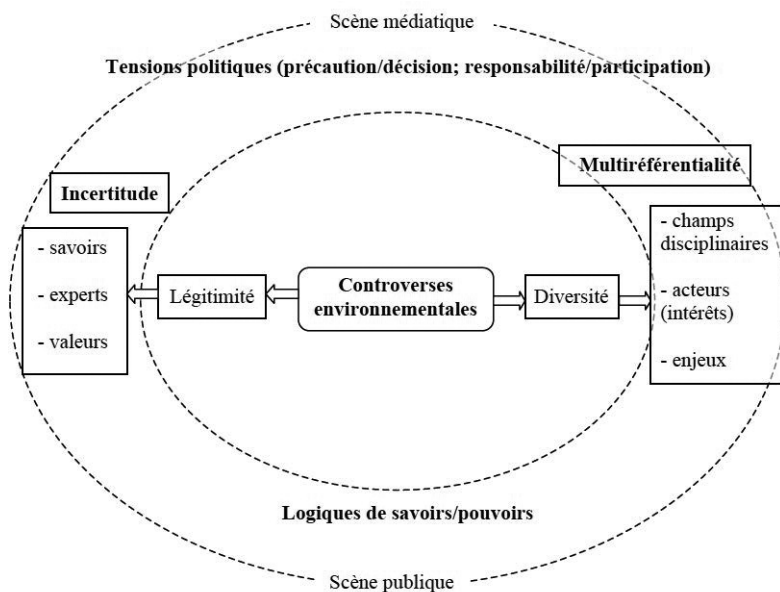 Scène médiatique
Tensions politiques (précaution/décision; responsabilité/participation)
Multiréférentialité
Incertitude
- savoirs
- experts
- valeurs
Légitimité
Controverses
environnementales
Diversité
- champs
disciplinaires
- acteurs
(intérêts)
- enjeux
Logiques de savoirs/pouvoirs
Scène publique